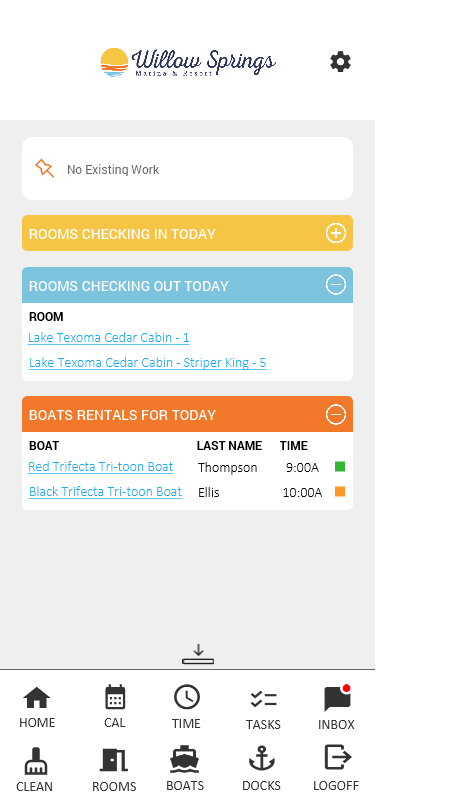 Willow Springs
Marina & Resort
No Existing Work
ROOMS CHECKING IN TODAY
ROOMS CHECKING OUT TODAY
ROOM
Lake Texoma Cedar Cabin - 1
Lake Texoma Cedar Cabin - Striper King - 5
BOATS RENTALS FOR TODAY
BOAT LAST NAME TIME
Red Trifecta Tri-toon Boat Thompson 9:00A
Black Trifecta Tri-toon Boat Ellis 10:00A
HOME CAL TIME TASKS INBOX
CLEAN ROOMS BOATS DOCKS LOGOFF